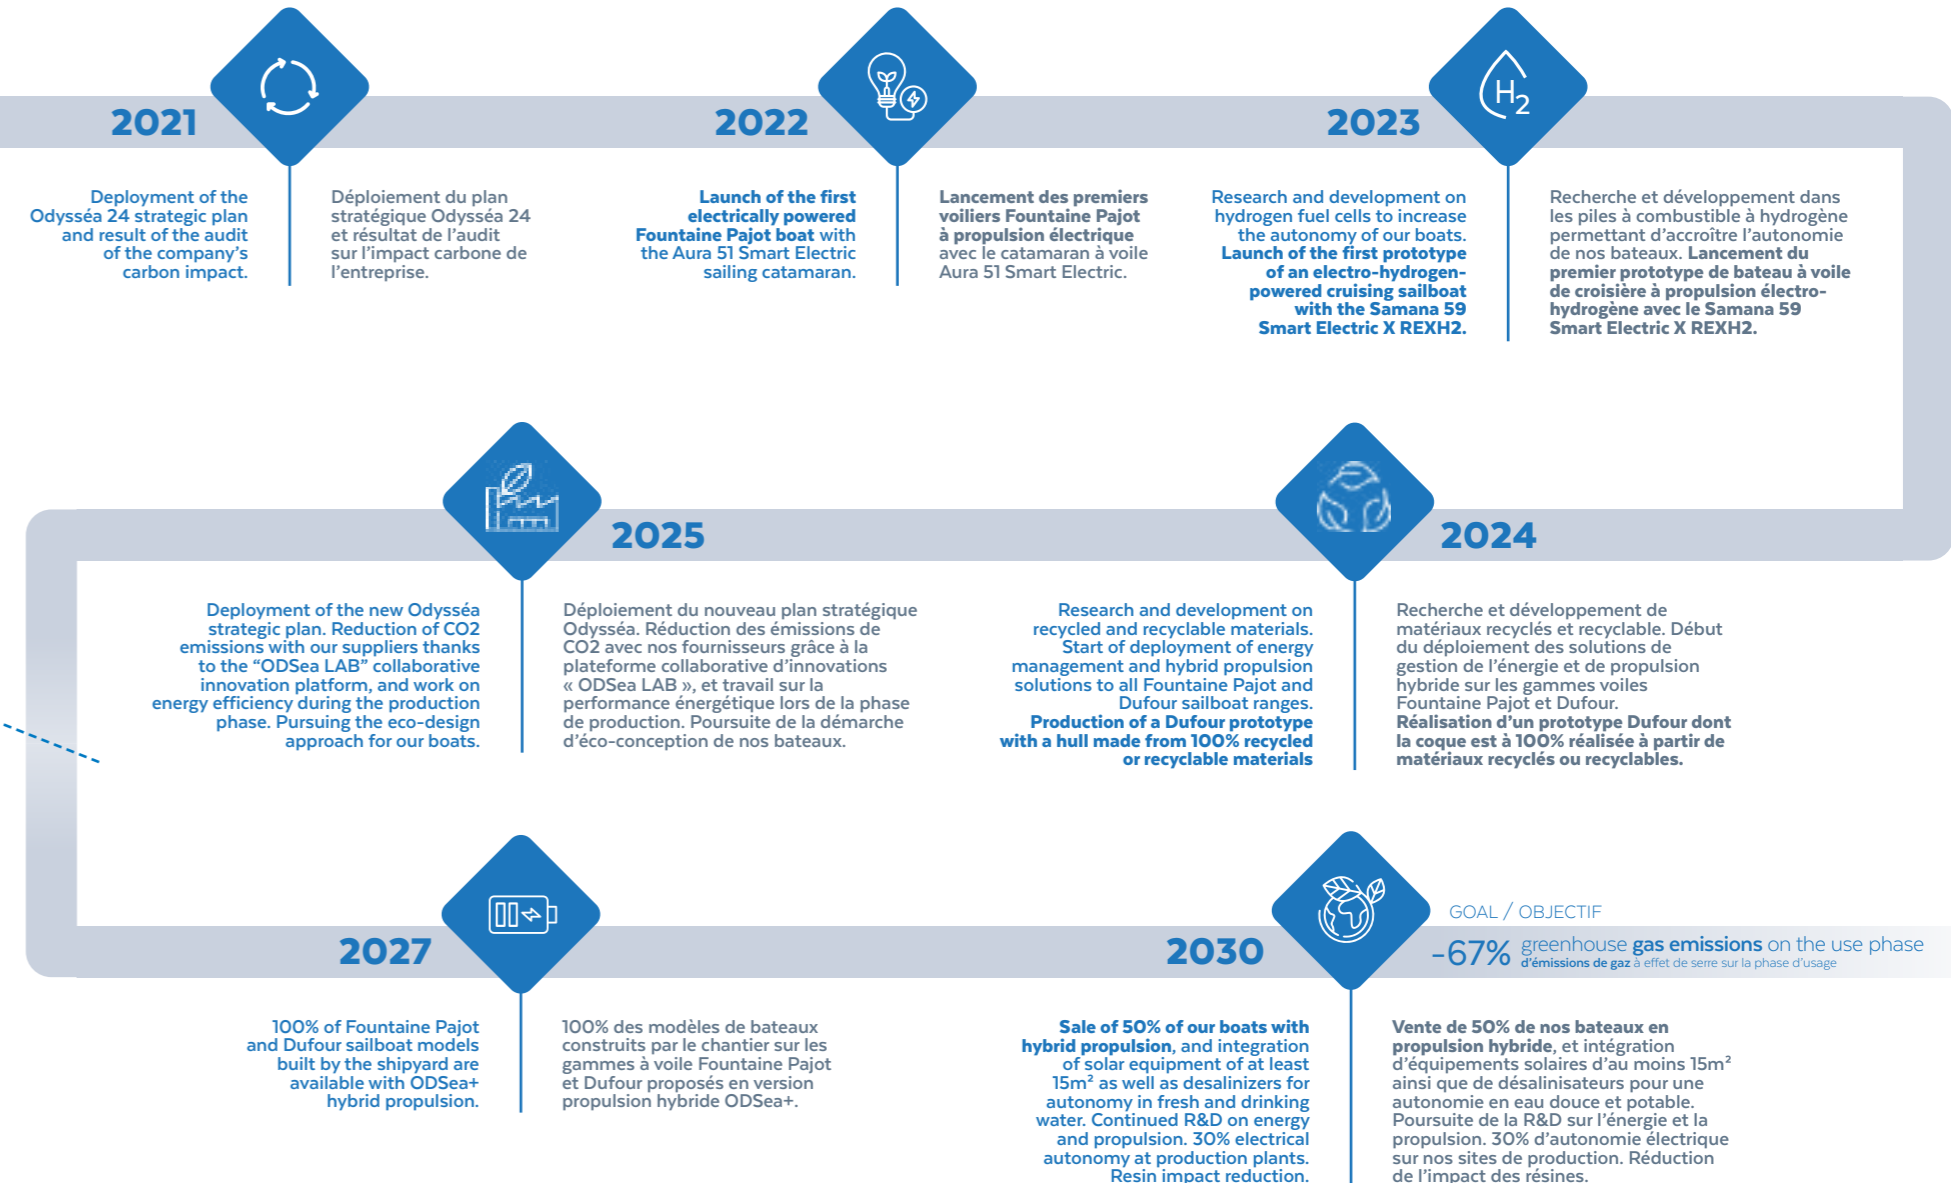 2021
Deployment of the
Odysséa 24 strategic plan
and result of the audit
of the company's
carbon impact.
Déploiement du plan
stratégique Odysséa 24
et résultat de l'audit
sur l'impact carbone de
l'entreprise.
2022
Launch of the first
electrically powered
Fountaine Pajot boat with
the Aura 51 Smart Electric
sailing catamaran.
Lancement des premiers
voiliers Fountaine Pajot
à propulsion électrique
avec le catamaran à voile
Aura 51 Smart Electric.
2023
H2
Research and development on
hydrogen fuel cells to increase
the autonomy of our boats.
Launch of the first prototype
of an electro-hydrogen-
powered cruising sailboat
with the Samana 59
Smart Electric X REXH2.
Recherche et développement dans
les piles à combustible à hydrogène
permettant d'accroître l'autonomie
de nos bateaux. Lancement du
premier prototype de bateau à voile
de croisière à propulsion électro-
hydrogène avec le Samana 59
Smart Electric X REXH2.
2025
Deployment of the new Odysséa
strategic plan. Reduction of CO2
emissions with our suppliers thanks
to the “ODSea LAB” collaborative
innovation platform, and work on
energy efficiency during the production
phase. Pursuing the eco-design
approach for our boats.
Déploiement du nouveau plan stratégique
Odysséa. Réduction des émissions de
CO2 avec nos fournisseurs grâce à la
plateforme collaborative d'innovations
« ODSea LAB », et travail sur la
performance énergétique lors de la phase
de production. Poursuite de la démarche
d'éco-conception de nos bateaux.
2024
Research and development on
recycled and recyclable materials.
Start of deployment of energy
management and hybrid propulsion
solutions to all Fountaine Pajot and
Dufour sailboat ranges.
Production of a Dufour prototype
with a hull made from 100% recycled
or recyclable materials
Recherche et développement de
matériaux recyclés et recyclable. Début
du déploiement des solutions de
gestion de l'énergie et de propulsion
hybride sur les gammes voiles
Fountaine Pajot et Dufour.
Réalisation d'un prototype Dufour dont
la coque est à 100% réalisée à partir de
matériaux recyclés ou recyclables.
2027
100% of Fountaine Pajot
and Dufour sailboat models
built by the shipyard are
available with ODSea+
hybrid propulsion.
100% des modèles de bateaux
construits par le chantier sur les
gammes à voile Fountaine Pajot
et Dufour proposés en version
propulsion hybride ODSea+.
2030
GOAL / OBJECTIF
-67% greenhouse gas emissions on the use phase
d'émissions de gaz à effet de serre sur la phase d'usage
Sale of 50% of our boats with
hybrid propulsion, and integration
of solar equipment of at least
15m² as well as desalinizers for
autonomy in fresh and drinking
water. Continued R&D on energy
and propulsion. 30% electrical
autonomy at production plants.
Resin impact reduction.
Vente de 50% de nos bateaux en
propulsion hybride, et intégration
d'équipements solaires d'au moins 15m²
ainsi que de désalinisateurs pour une
autonomie en eau douce et potable.
Poursuite de la R&D sur l'énergie et la
propulsion. 30% d'autonomie électrique
sur nos sites de production. Réduction
de l'impact des résines.